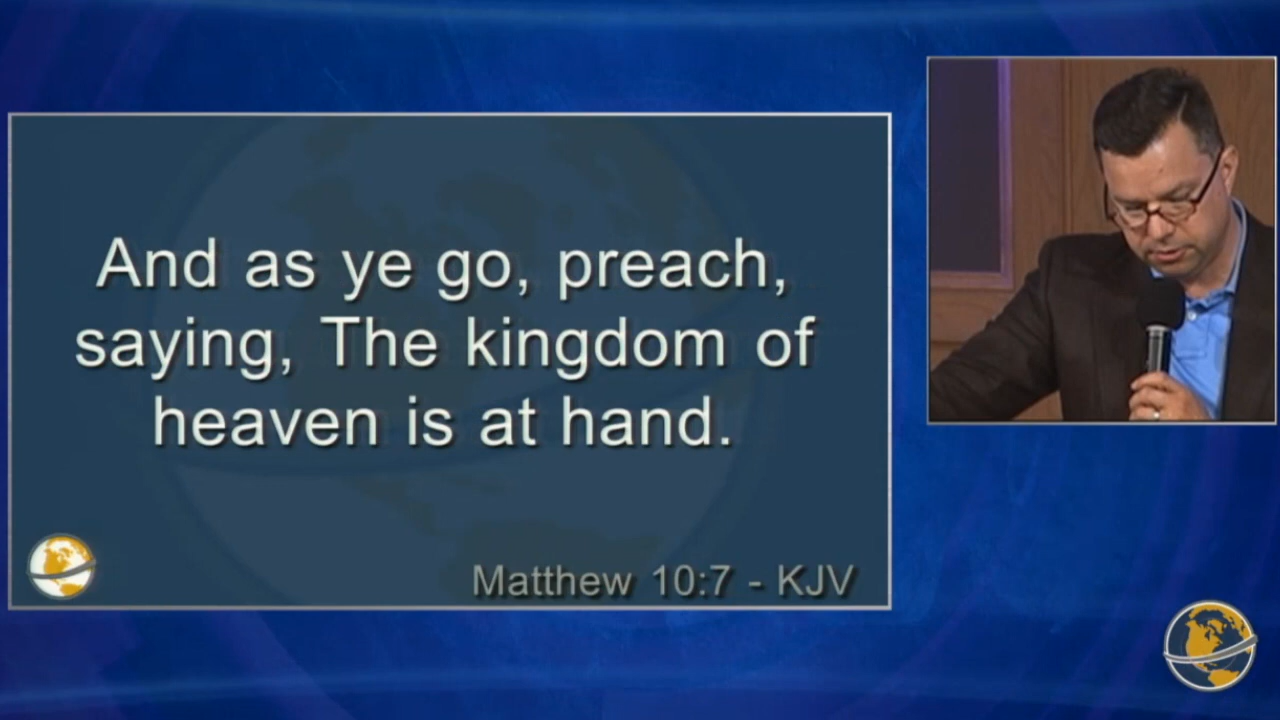 And as ye go, preach,
saying, The kingdom of
heaven is at hand.
Matthew 10:7 - KJV